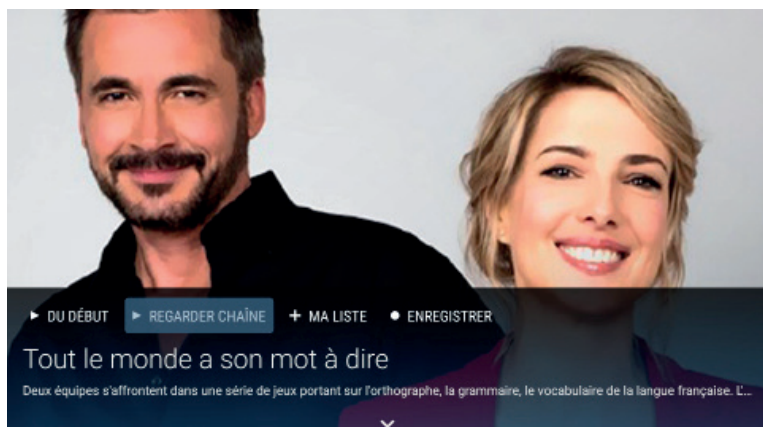 DU DÉBUT REGARDER CHAÎNE MA LISTE ENREGISTRER
Tout le monde a son mot à dire
Deux équipes s'affrontent dans une série de jeux portant sur l'orthographe, la grammaire, le vocabulaire de la langue française. L'...